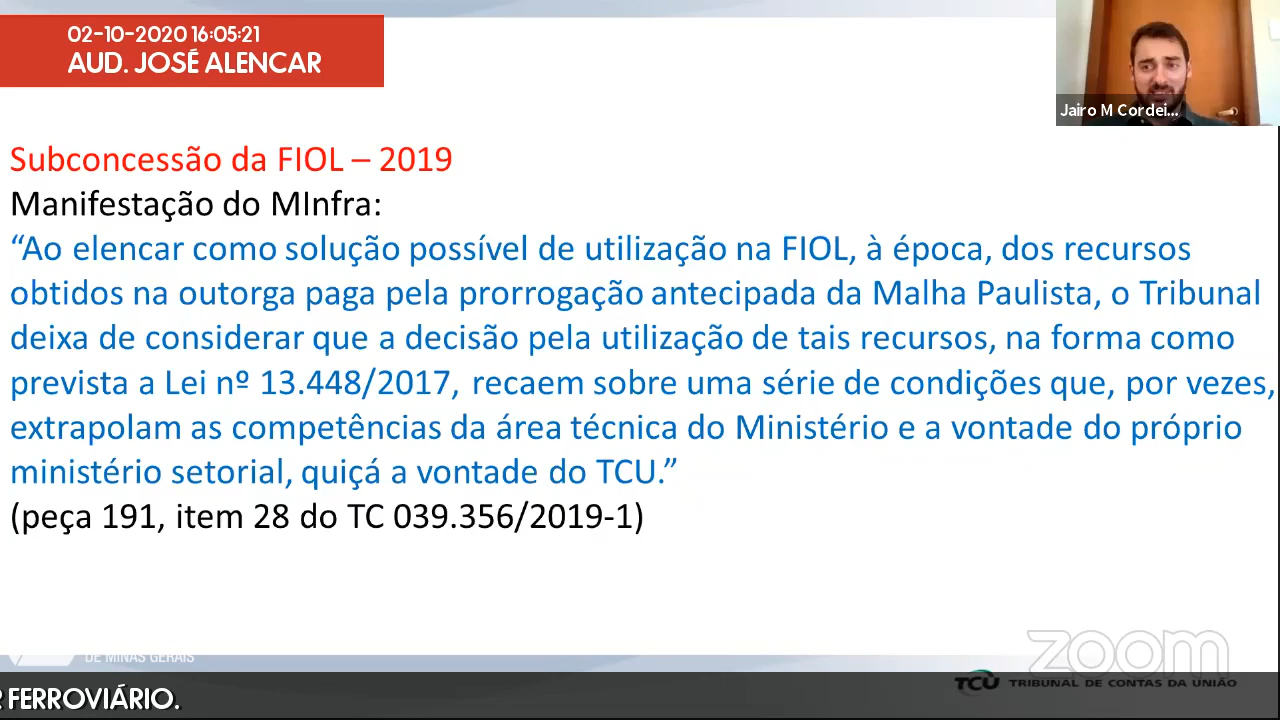 02-10-2020 16:05:21
AUD. JOSÉ ALENCAR
Jairo M Cordei...
Subconcessão da FIOL – 2019
Manifestação do MInfra:
“Ao elencar como solução possível de utilização na FIOL, à época, dos recursos
obtidos na outorga paga pela prorrogação antecipada da Malha Paulista, o Tribunal
deixa de considerar que a decisão pela utilização de tais recursos, na forma como
prevista a Lei nº 13.448/2017, recaem sobre uma série de condições que, por vezes,
extrapolam as competências da área técnica do Ministério e a vontade do próprio
ministério setorial, quiçá a vontade do TCU.”
(peça 191, item 28 do TC 039.356/2019-1)
DE MINAS GERAIS
zoom
FERROVIÁRIO.
TCU TRIBUNAL DE CONTAS DA UNIÃO